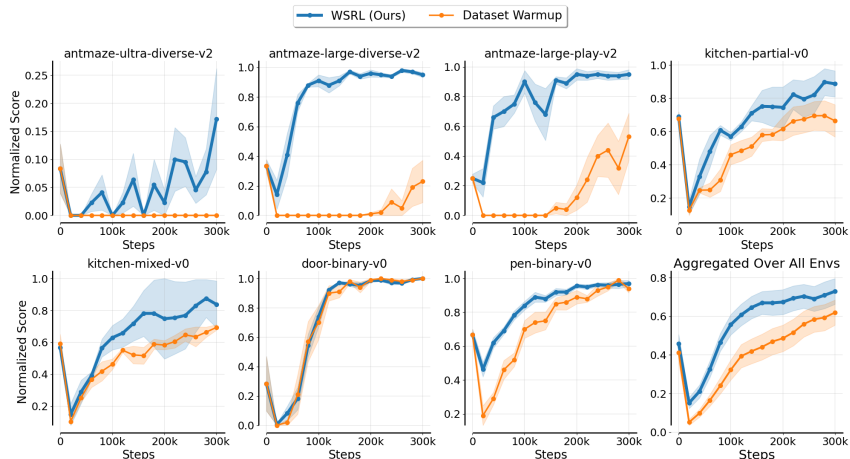 WSRL (Ours) Dataset Warmup
antmaze-ultra-diverse-v2 antmaze-large-diverse-v2 antmaze-large-play-v2 kitchen-partial-v0
Normalized Score
0.25 0.20 0.15 0.10 0.05 0.00
0 100k 200k 300k
Steps
1.0 0.8 0.6 0.4 0.2 0.0
0 100k 200k 300k
Steps
1.0 0.8 0.6 0.4 0.2 0.0
0 100k 200k 300k
Steps
1.0 0.8 0.6 0.4 0.2
0 100k 200k 300k
Steps
kitchen-mixed-v0 door-binary-v0 pen-binary-v0 Aggregated Over All Envs
Normalized Score
1.0 0.8 0.6 0.4 0.2
0 100k 200k 300k
Steps
1.0 0.8 0.6 0.4 0.2 0.0
0 100k 200k 300k
Steps
1.0 0.8 0.6 0.4 0.2
0 100k 200k 300k
Steps
0.8 0.6 0.4 0.2 0.0
0 100k 200k 300k
Steps